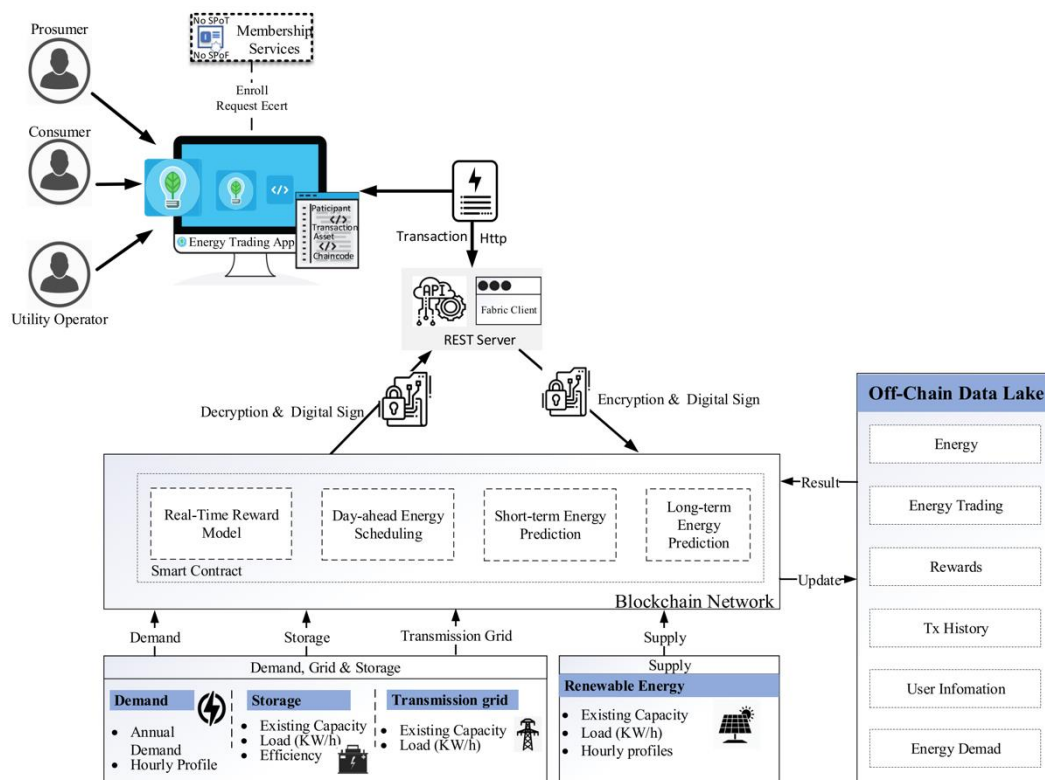 Prosumer
No SPoT
Membership
Services
No SPoF
Enroll
Request Ecert
Consumer
Paticipant
</>
Transaction
Asset
</>
Chaincode
</>
Energy Trading App
Utility Operator
Transaction
Http
API
Fabric Client
REST Server
Decryption & Digital Sign
Encryption & Digital Sign
Off-Chain Data Lake
Energy
Energy Trading
Rewards
Tx History
User Infomation
Energy Demad
Result
Update
Real-Time Reward
Model
Day-ahead Energy
Scheduling
Short-term Energy
Prediction
Long-term
Energy
Prediction
Smart Contract
Blockchain Network
Demand
Storage
Transmission Grid
Supply
Demand, Grid & Storage
Demand
• Annual
Demand
• Hourly Profile
Storage
• Existing Capacity
• Load (KW/h)
• Efficiency
Transmission grid
• Existing Capacity
• Load (KW/h)
Supply
Renewable Energy
• Existing Capacity
• Load (KW/h)
• Hourly profiles